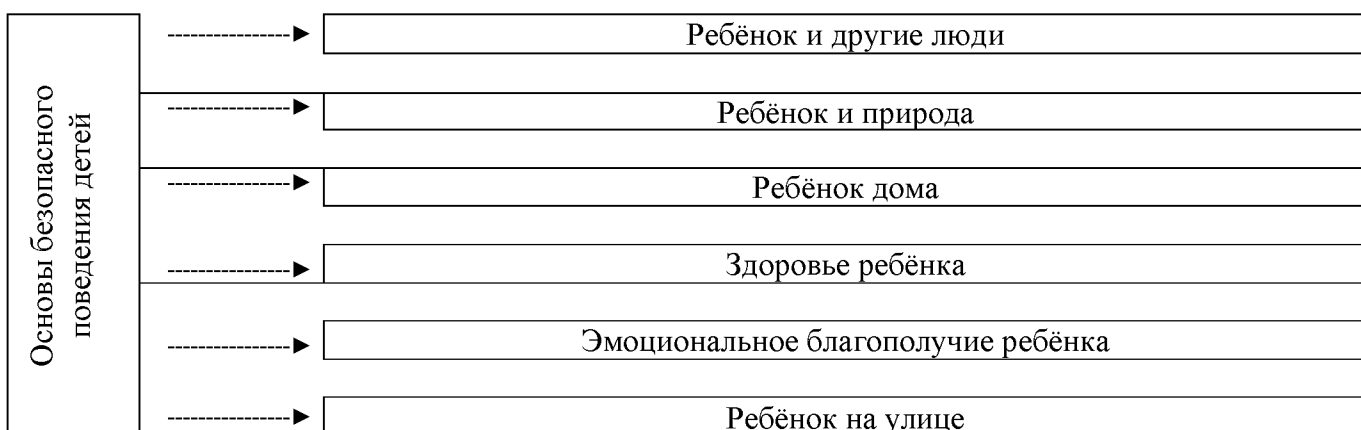 Основы безопасного
поведения детей
Ребёнок и другие люди
Ребёнок и природа
Ребёнок дома
Здоровье ребёнка
Эмоциональное благополучие ребёнка
Ребёнок на улице